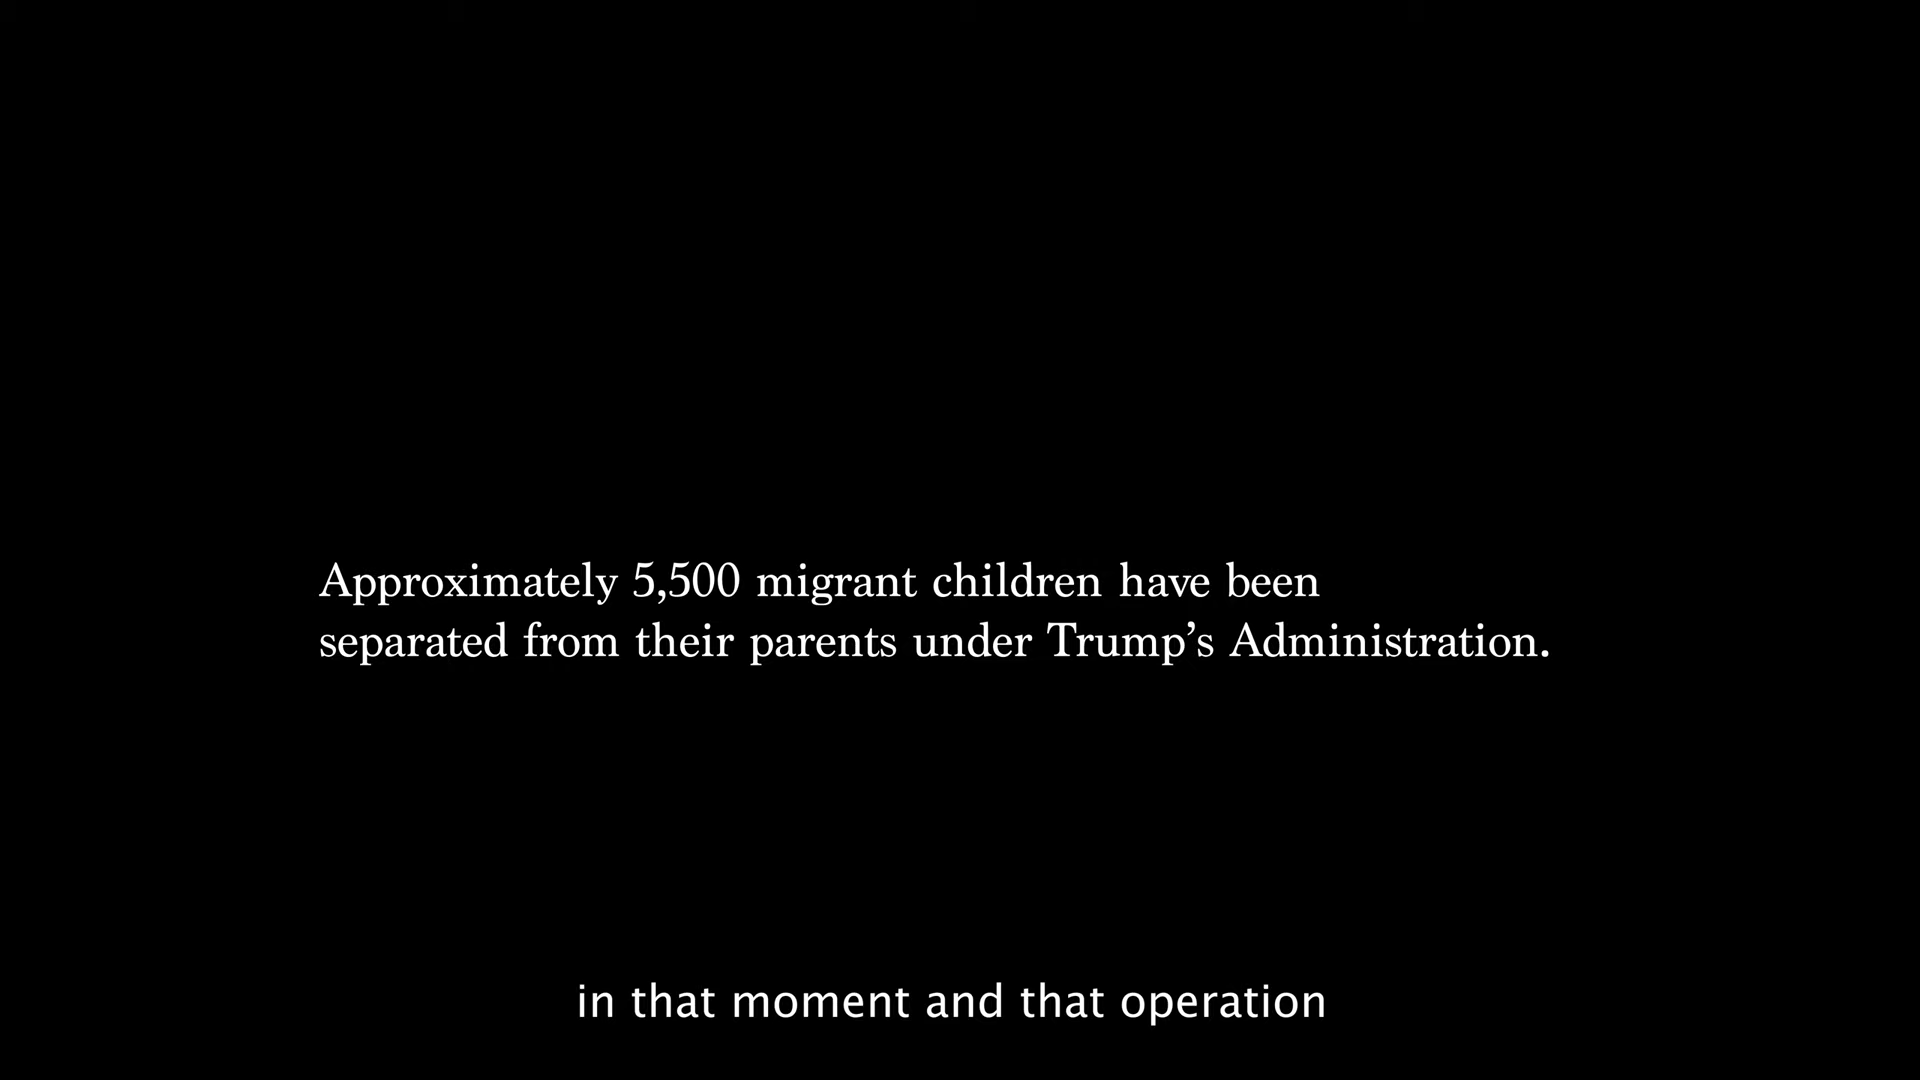 Approximately 5,500 migrant children have been
separated from their parents under Trump’s Administration.
in that moment and that operation